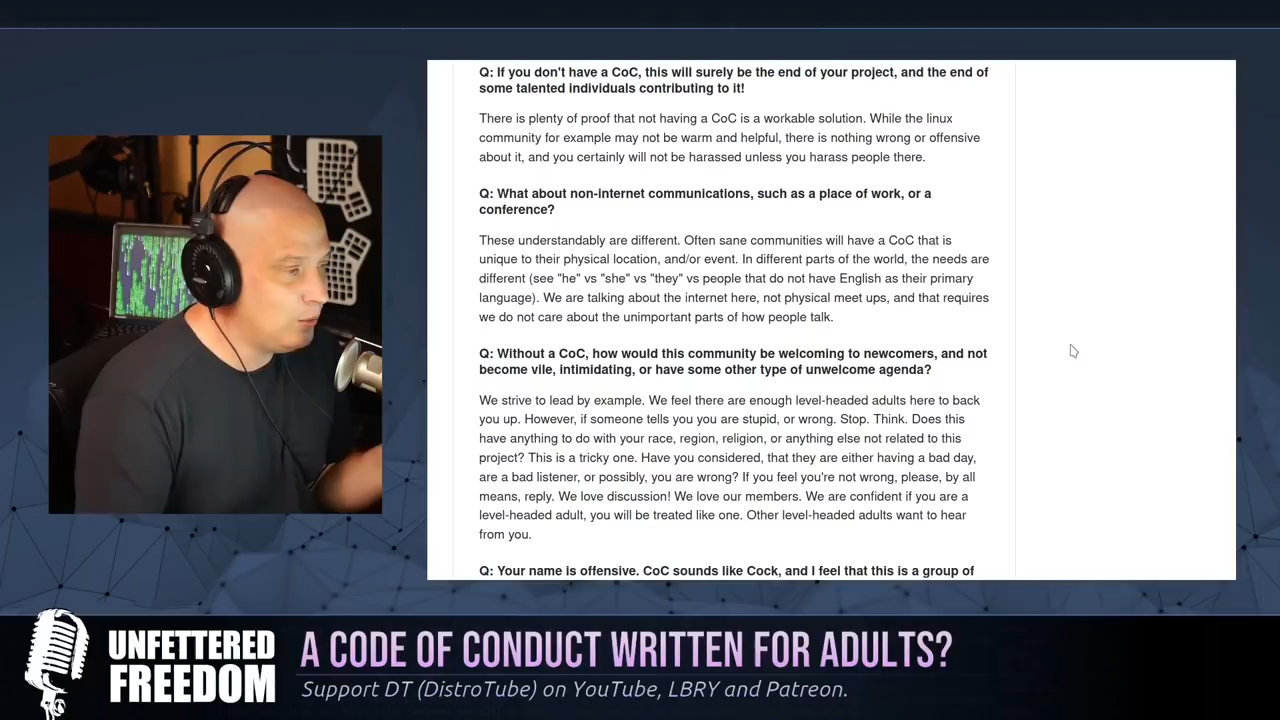 Q: If you don't have a CoC, this will surely be the end of your project, and the end of
some talented individuals contributing to it!
There is plenty of proof that not having a CoC is a workable solution. While the linux
community for example may not be warm and helpful, there is nothing wrong or offensive
about it, and you certainly will not be harassed unless you harass people there.
Q: What about non-internet communications, such as a place of work, or a
conference?
These understandably are different. Often sane communities will have a CoC that is
unique to their physical location, and/or event. In different parts of the world, the needs are
different (see "he" vs "she" vs "they" vs people that do not have English as their primary
language). We are talking about the internet here, not physical meet ups, and that requires
we do not care about the unimportant parts of how people talk.
Q: Without a CoC, how would this community be welcoming to newcomers, and not
become vile, intimidating, or have some other type of unwelcome agenda?
We strive to lead by example. We feel there are enough level-headed adults here to back
you up. However, if someone tells you you are stupid, or wrong. Stop. Think. Does this
have anything to do with your race, region, religion, or anything else not related to this
project? This is a tricky one. Have you considered, that they are either having a bad day,
are a bad listener, or possibly, you are wrong? If you feel you're not wrong, please, by all
means, reply. We love discussion! We love our members. We are confident if you are a
level-headed adult, you will be treated like one. Other level-headed adults want to hear
from you.
Q: Your name is offensive. CoC sounds like Cock, and I feel that this is a group of
UNFETTERED
FREEDOM
A CODE OF CONDUCT WRITTEN FOR ADULTS?
Support DT (DistroTube) on YouTube, LBRY and Patreon.